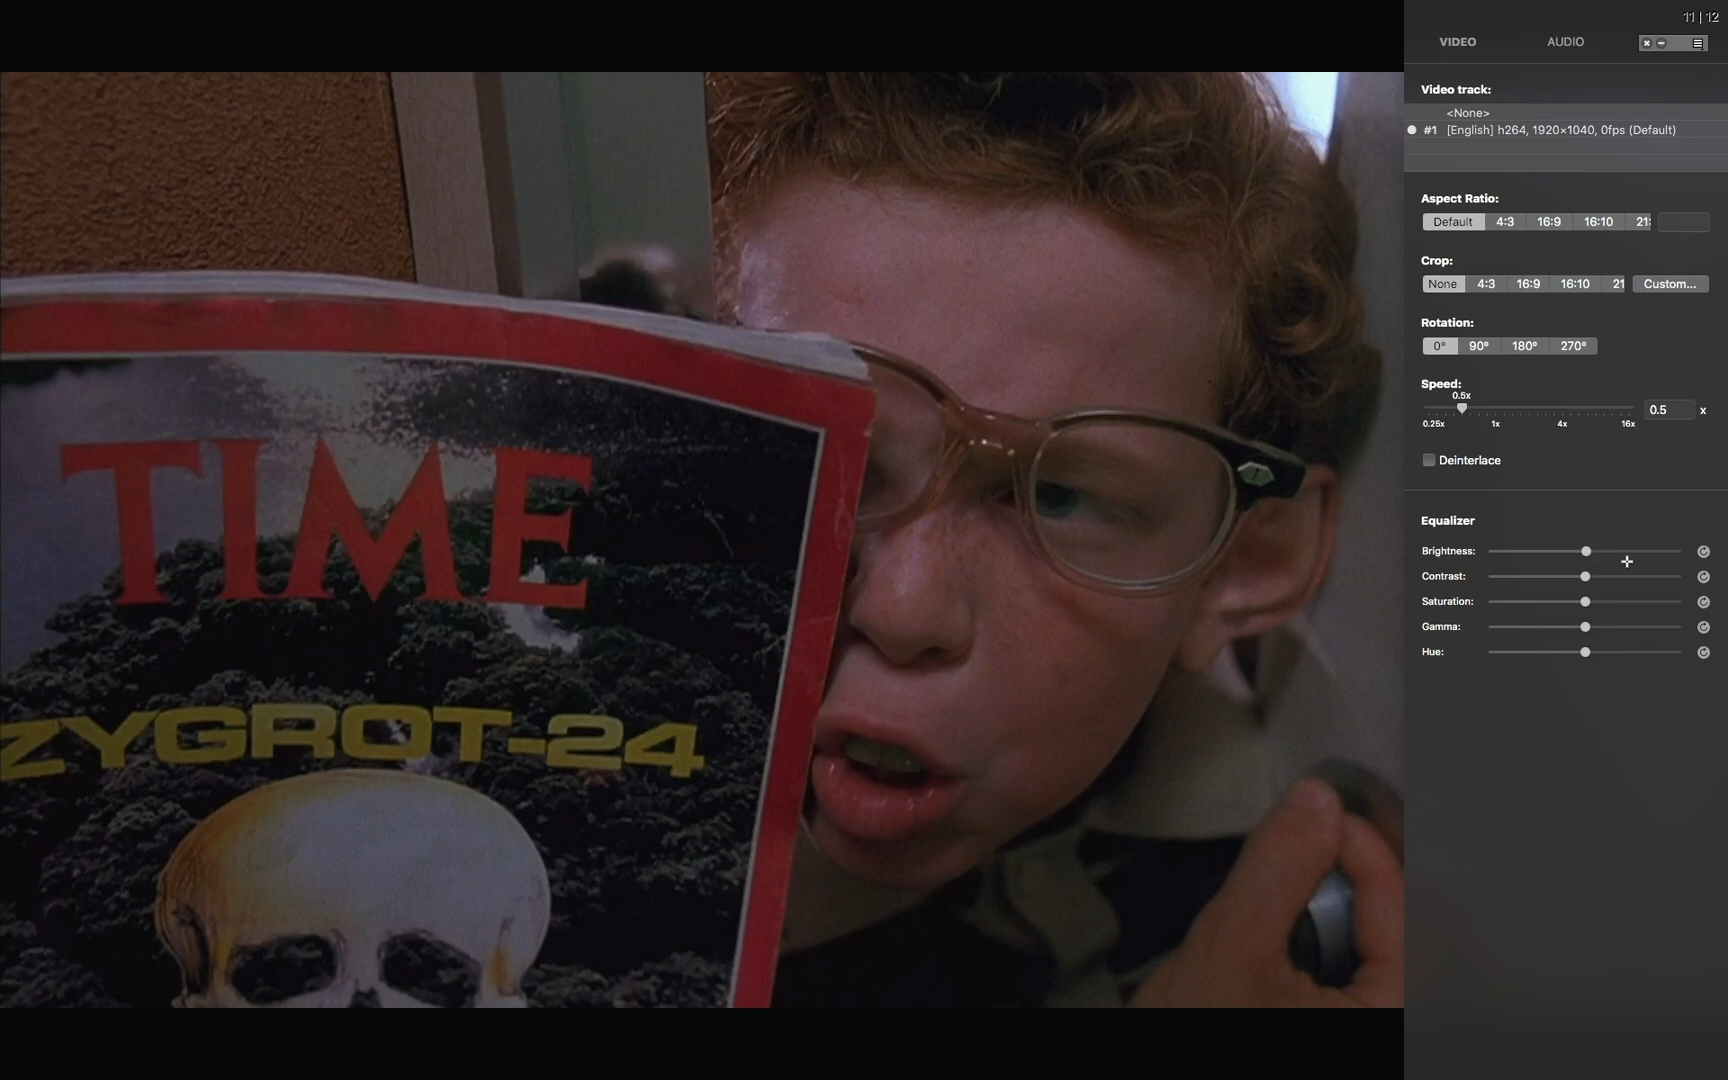 11 | 12
VIDEO AUDIO
Video track:
<None>
#1 [English] h264, 1920×1040, 0fps (Default)
Aspect Ratio:
Default 4:3 16:9 16:10 21:
Crop:
None 4:3 16:9 16:10 21 Custom...
Rotation:
0° 90° 180° 270°
Speed:
0.5x
0.5 x
0.25x 1x 4x 16x
Deinterlace
Equalizer
Brightness:
Contrast:
Saturation:
Gamma:
Hue:
TIME
ZYGROT-24